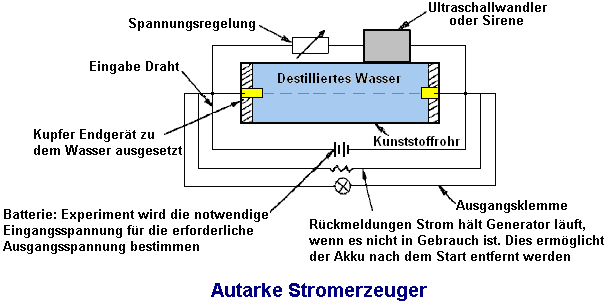 Ultraschallwandler
oder Sirene
Spannungsregelung
Eingabe Draht
Destilliertes Wasser
Kupfer Endgerät zu
dem Wasser ausgesetzt
Kunststoffrohr
Batterie: Experiment wird die notwendige
Eingangsspannung für die erforderliche
Ausgangsspannung bestimmen
Ausgangsklemme
Rückmeldungen Strom hält Generator läuft,
wenn es nicht in Gebrauch ist. Dies ermöglicht
der Akku nach dem Start entfernt werden
Autarke Stromerzeuger